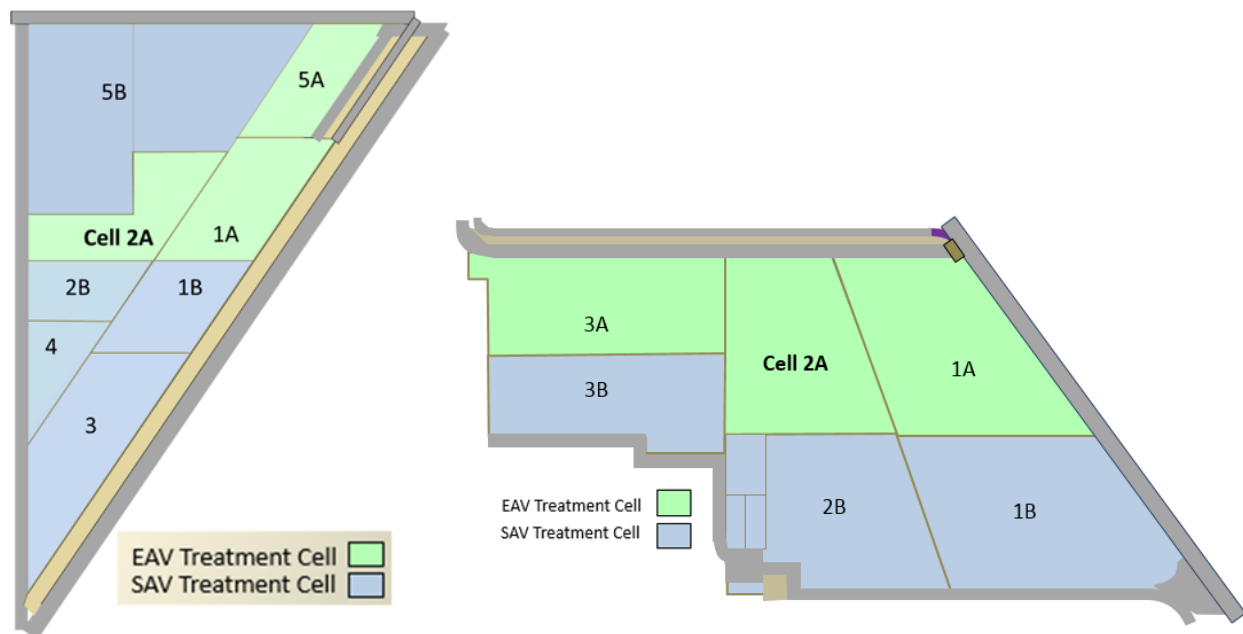 5A
5B
Cell 2A
1A
2B
1B
4
3
EAV Treatment Cell
SAV Treatment Cell
3A
Cell 2A
1A
3B
EAV Treatment Cell
SAV Treatment Cell
2B
1B